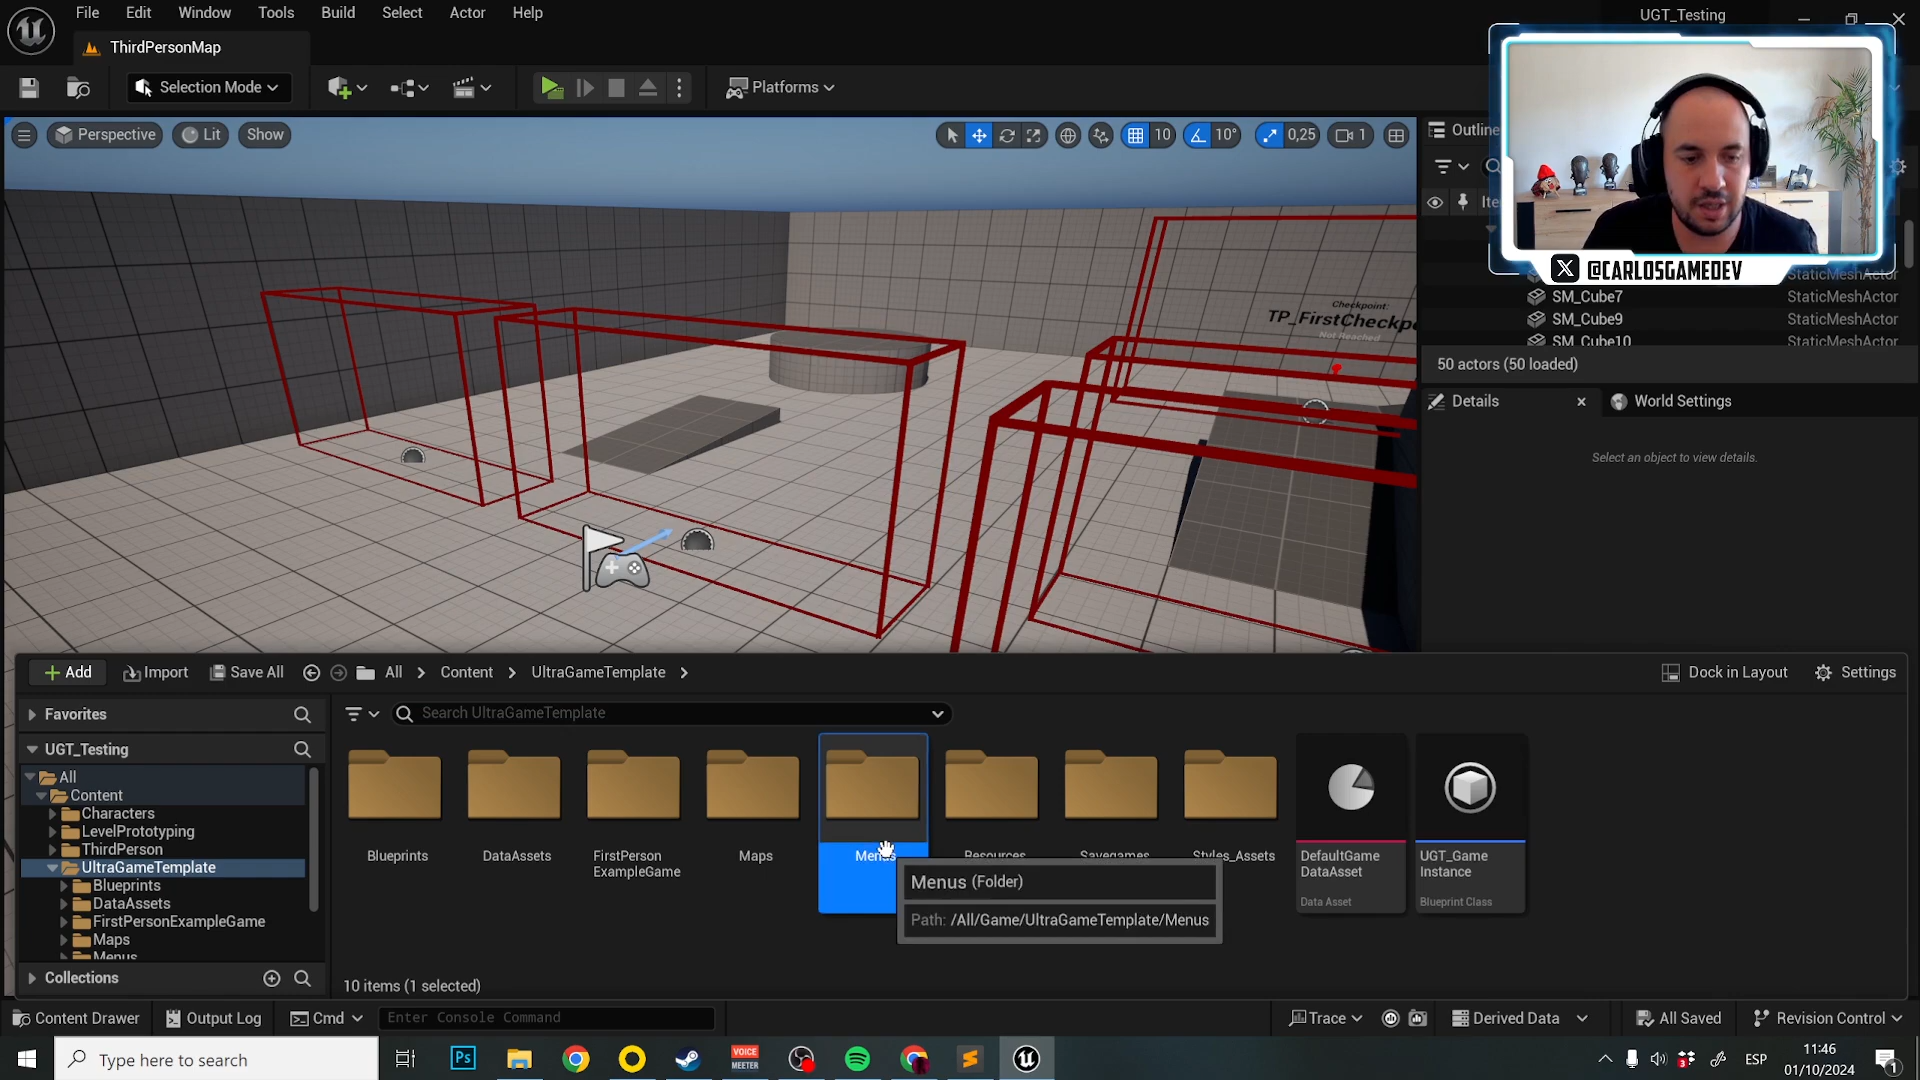 File Edit Window Tools Build Select Actor Help
UGT_Testing
ThirdPersonMap
Selection Mode
Platforms
Perspective
Lit
Show
10
10°
0,25
1
@CARLOSGAMEDEV
StaticMeshActor
SM_Cube7 StaticMeshActor
SM_Cube9 StaticMeshActor
SM_Cube10 StaticMeshActor
50 actors (50 loaded)
Details
World Settings
Select an object to view details.
Checkpoint:
Not Reached
Add
Import
Save All
All
Content
UltraGameTemplate
Dock in Layout
Settings
Favorites
Search UltraGameTemplate
UGT_Testing
All
Content
Characters
LevelPrototyping
ThirdPerson
UltraGameTemplate
Blueprints
DataAssets
FirstPersonExampleGame
Maps
Menus
Collections
Blueprints
DataAssets
FirstPerson
ExampleGame
Maps
Menus
Resources
Savegames
Styles_Assets
DefaultGame
DataAsset
Data Asset
UGT_Game
Instance
Blueprint Class
Menus (Folder)
Path: /All/Game/UltraGameTemplate/Menus
10 items (1 selected)
Content Drawer
Output Log
Cmd
Enter Console Command
Trace
Derived Data
All Saved
Revision Control
Type here to search
Ps
VOICE
MEETER
ESP
11:46
01/10/2024
1